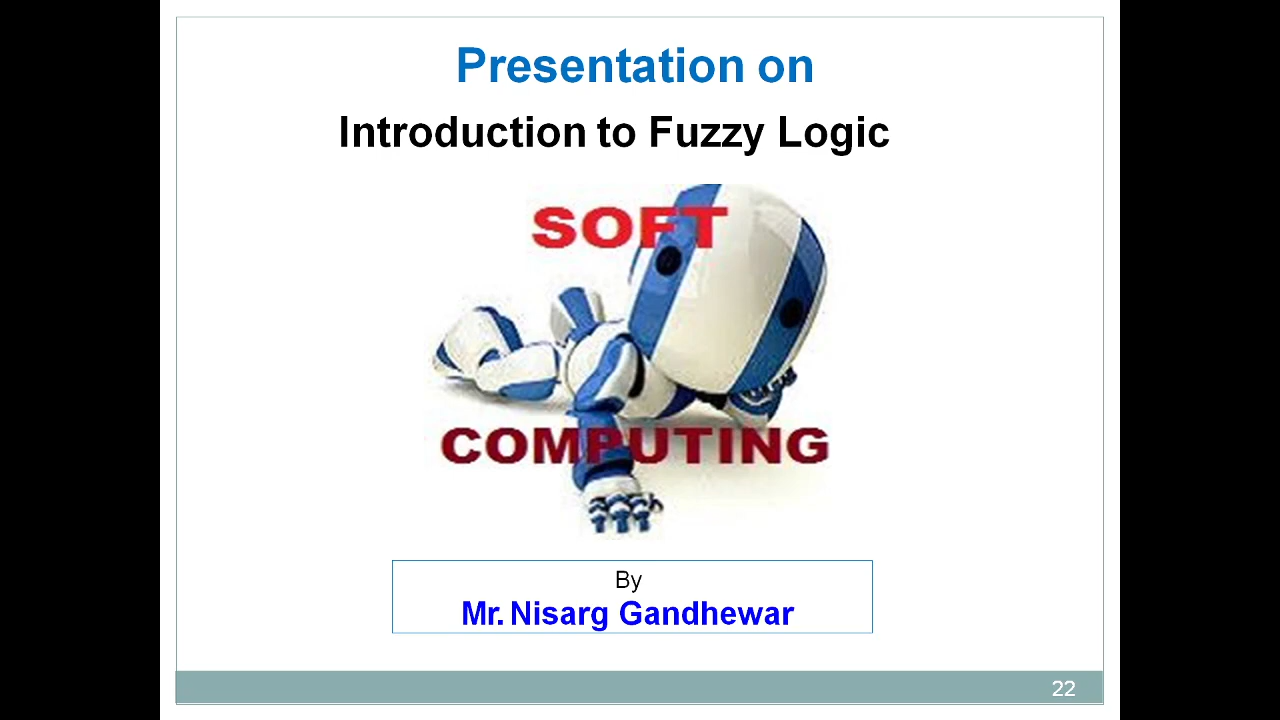 Presentation on
Introduction to Fuzzy Logic
SOFT
COMPUTING
By
Mr. Nisarg Gandhewar
22